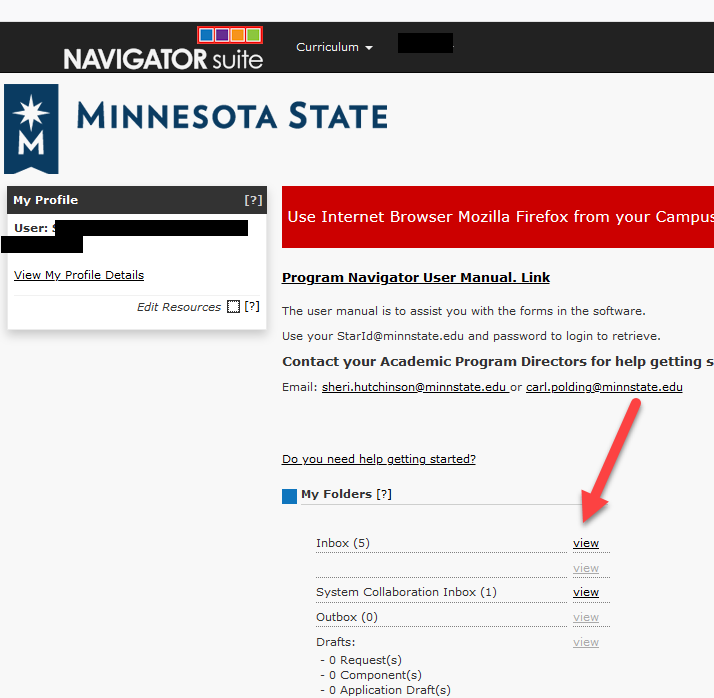 NAVIGATOR suite
Curriculum
M
MINNESOTA STATE
My Profile [?]
User:
View My Profile Details
Edit Resources [?]
Use Internet Browser Mozilla Firefox from your Campus
Program Navigator User Manual. Link
The user manual is to assist you with the forms in the software.
Use your StarId@minnstate.edu and password to login to retrieve.
Contact your Academic Program Directors for help getting s
Email: sheri.hutchinson@minnstate.edu or carl.polding@minnstate.edu
Do you need help getting started?
My Folders [?]
Inbox (5) view
view
System Collaboration Inbox (1) view
Outbox (0) view
Drafts: view
- 0 Request(s)
- 0 Component(s)
- 0 Application Draft(s)